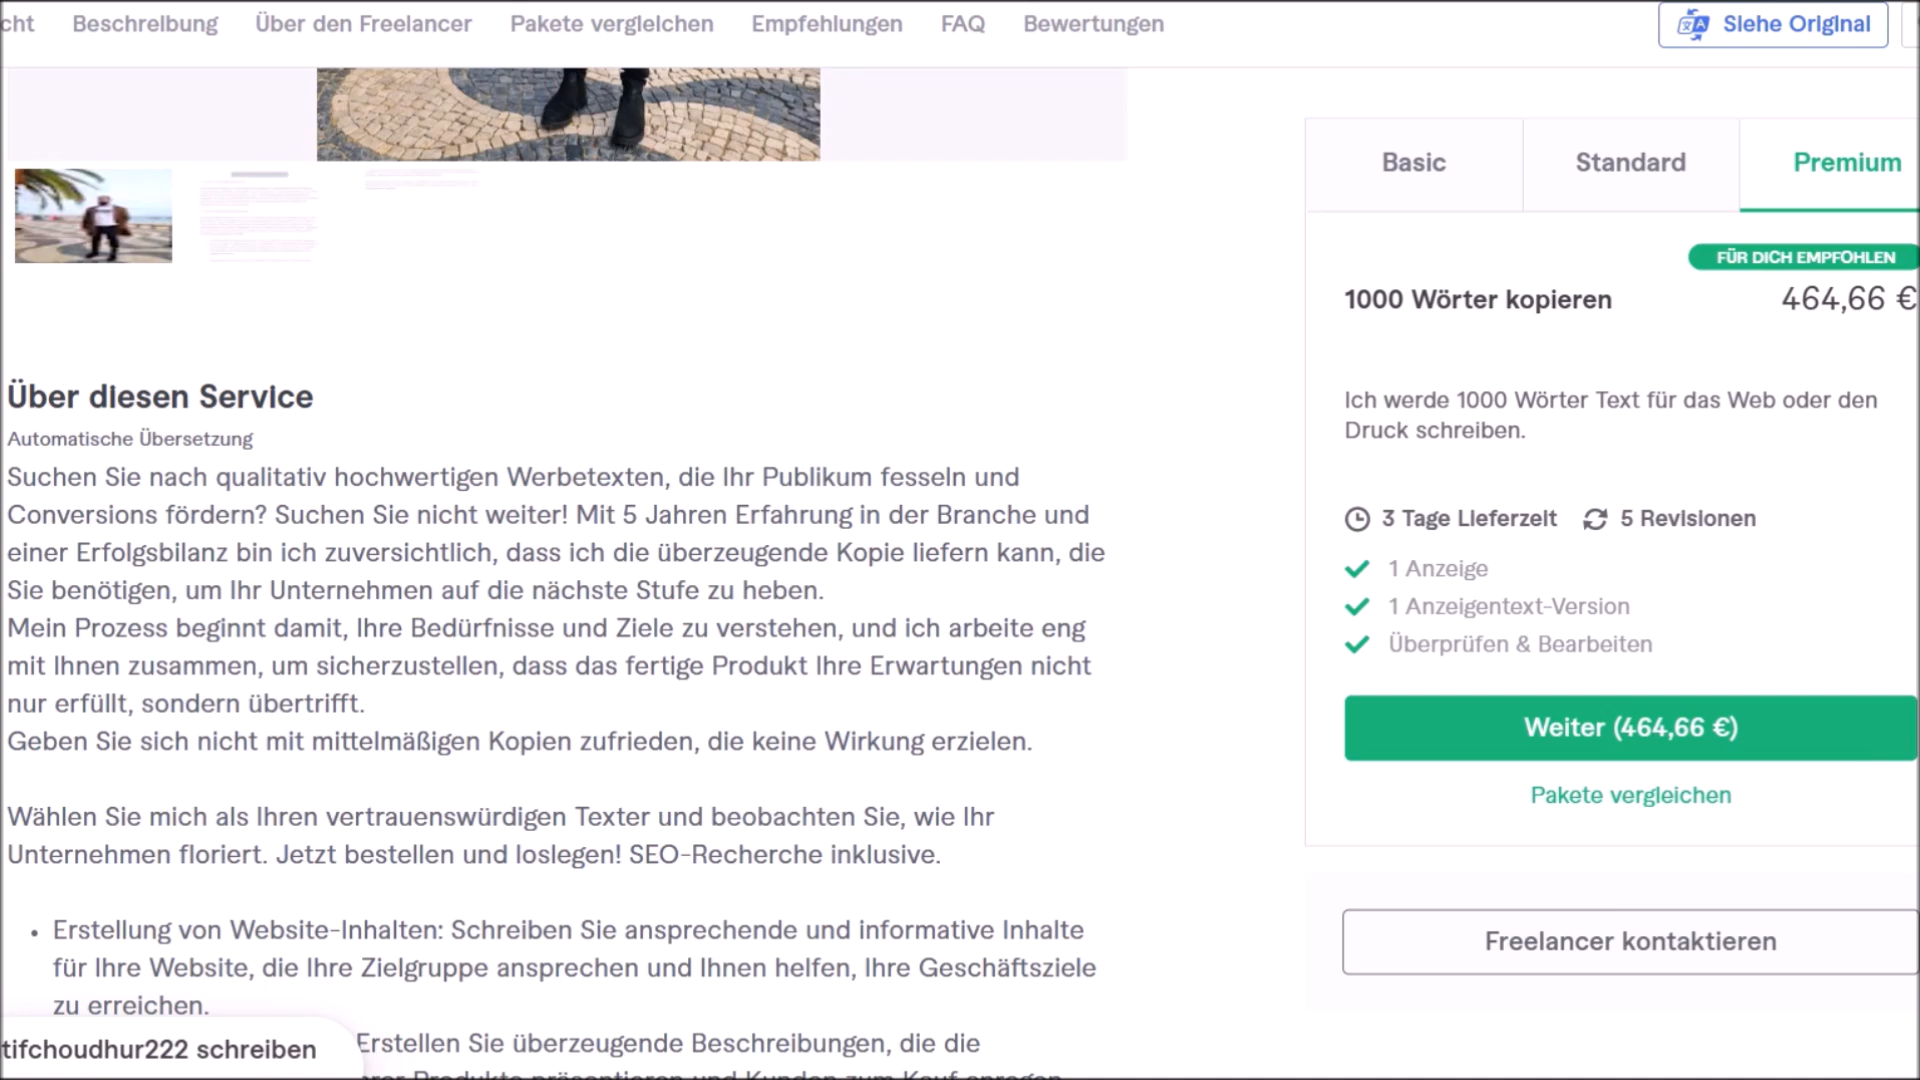 cht Beschreibung Über den Freelancer Pakete vergleichen Empfehlungen FAQ Bewertungen Siehe Original
Basic Standard Premium
FÜR DICH EMPFOHLEN
1000 Wörter kopieren 464,66 €
Ich werde 1000 Wörter Text für das Web oder den
Druck schreiben.
3 Tage Lieferzeit 5 Revisionen
1 Anzeige
1 Anzeigentext-Version
Überprüfen & Bearbeiten
Weiter (464,66 €)
Pakete vergleichen
Freelancer kontaktieren
Über diesen Service
Automatische Übersetzung
Suchen Sie nach qualitativ hochwertigen Werbetexten, die Ihr Publikum fesseln und
Conversions fördern? Suchen Sie nicht weiter! Mit 5 Jahren Erfahrung in der Branche und
einer Erfolgsbilanz bin ich zuversichtlich, dass ich die überzeugende Kopie liefern kann, die
Sie benötigen, um Ihr Unternehmen auf die nächste Stufe zu heben.
Mein Prozess beginnt damit, Ihre Bedürfnisse und Ziele zu verstehen, und ich arbeite eng
mit Ihnen zusammen, um sicherzustellen, dass das fertige Produkt Ihre Erwartungen nicht
nur erfüllt, sondern übertrifft.
Geben Sie sich nicht mit mittelmäßigen Kopien zufrieden, die keine Wirkung erzielen.
Wählen Sie mich als Ihren vertrauenswürdigen Texter und beobachten Sie, wie Ihr
Unternehmen floriert. Jetzt bestellen und loslegen! SEO-Recherche inklusive.
• Erstellung von Website-Inhalten: Schreiben Sie ansprechende und informative Inhalte
für Ihre Website, die Ihre Zielgruppe ansprechen und Ihnen helfen, Ihre Geschäftsziele
zu erreichen.
Erstellen Sie überzeugende Beschreibungen, die die
Produkte präsentieren und Kunden zum Kauf anregen
tifchoudhur222 schreiben